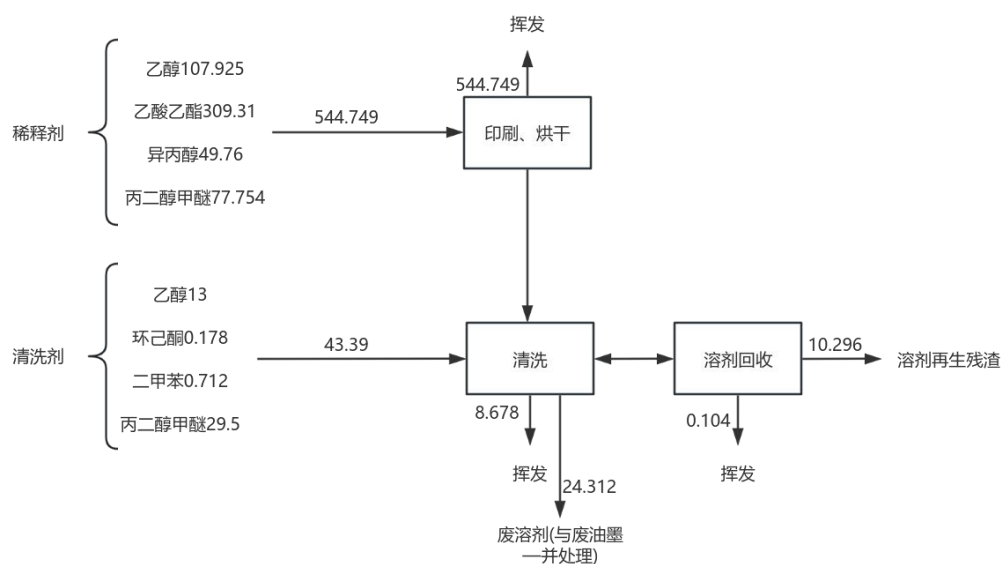 挥发
乙醇107.925
544.749
乙酸乙酯309.31
稀释剂
544.749
印刷、烘干
异丙醇49.76
丙二醇甲醚77.754
乙醇13
环己酮0.178
清洗剂
43.39
清洗
溶剂回收
10.296
溶剂再生残渣
二甲苯0.712
丙二醇甲醚29.5
8.678
0.104
挥发
挥发
24.312
废溶剂(与废油墨
一并处理)